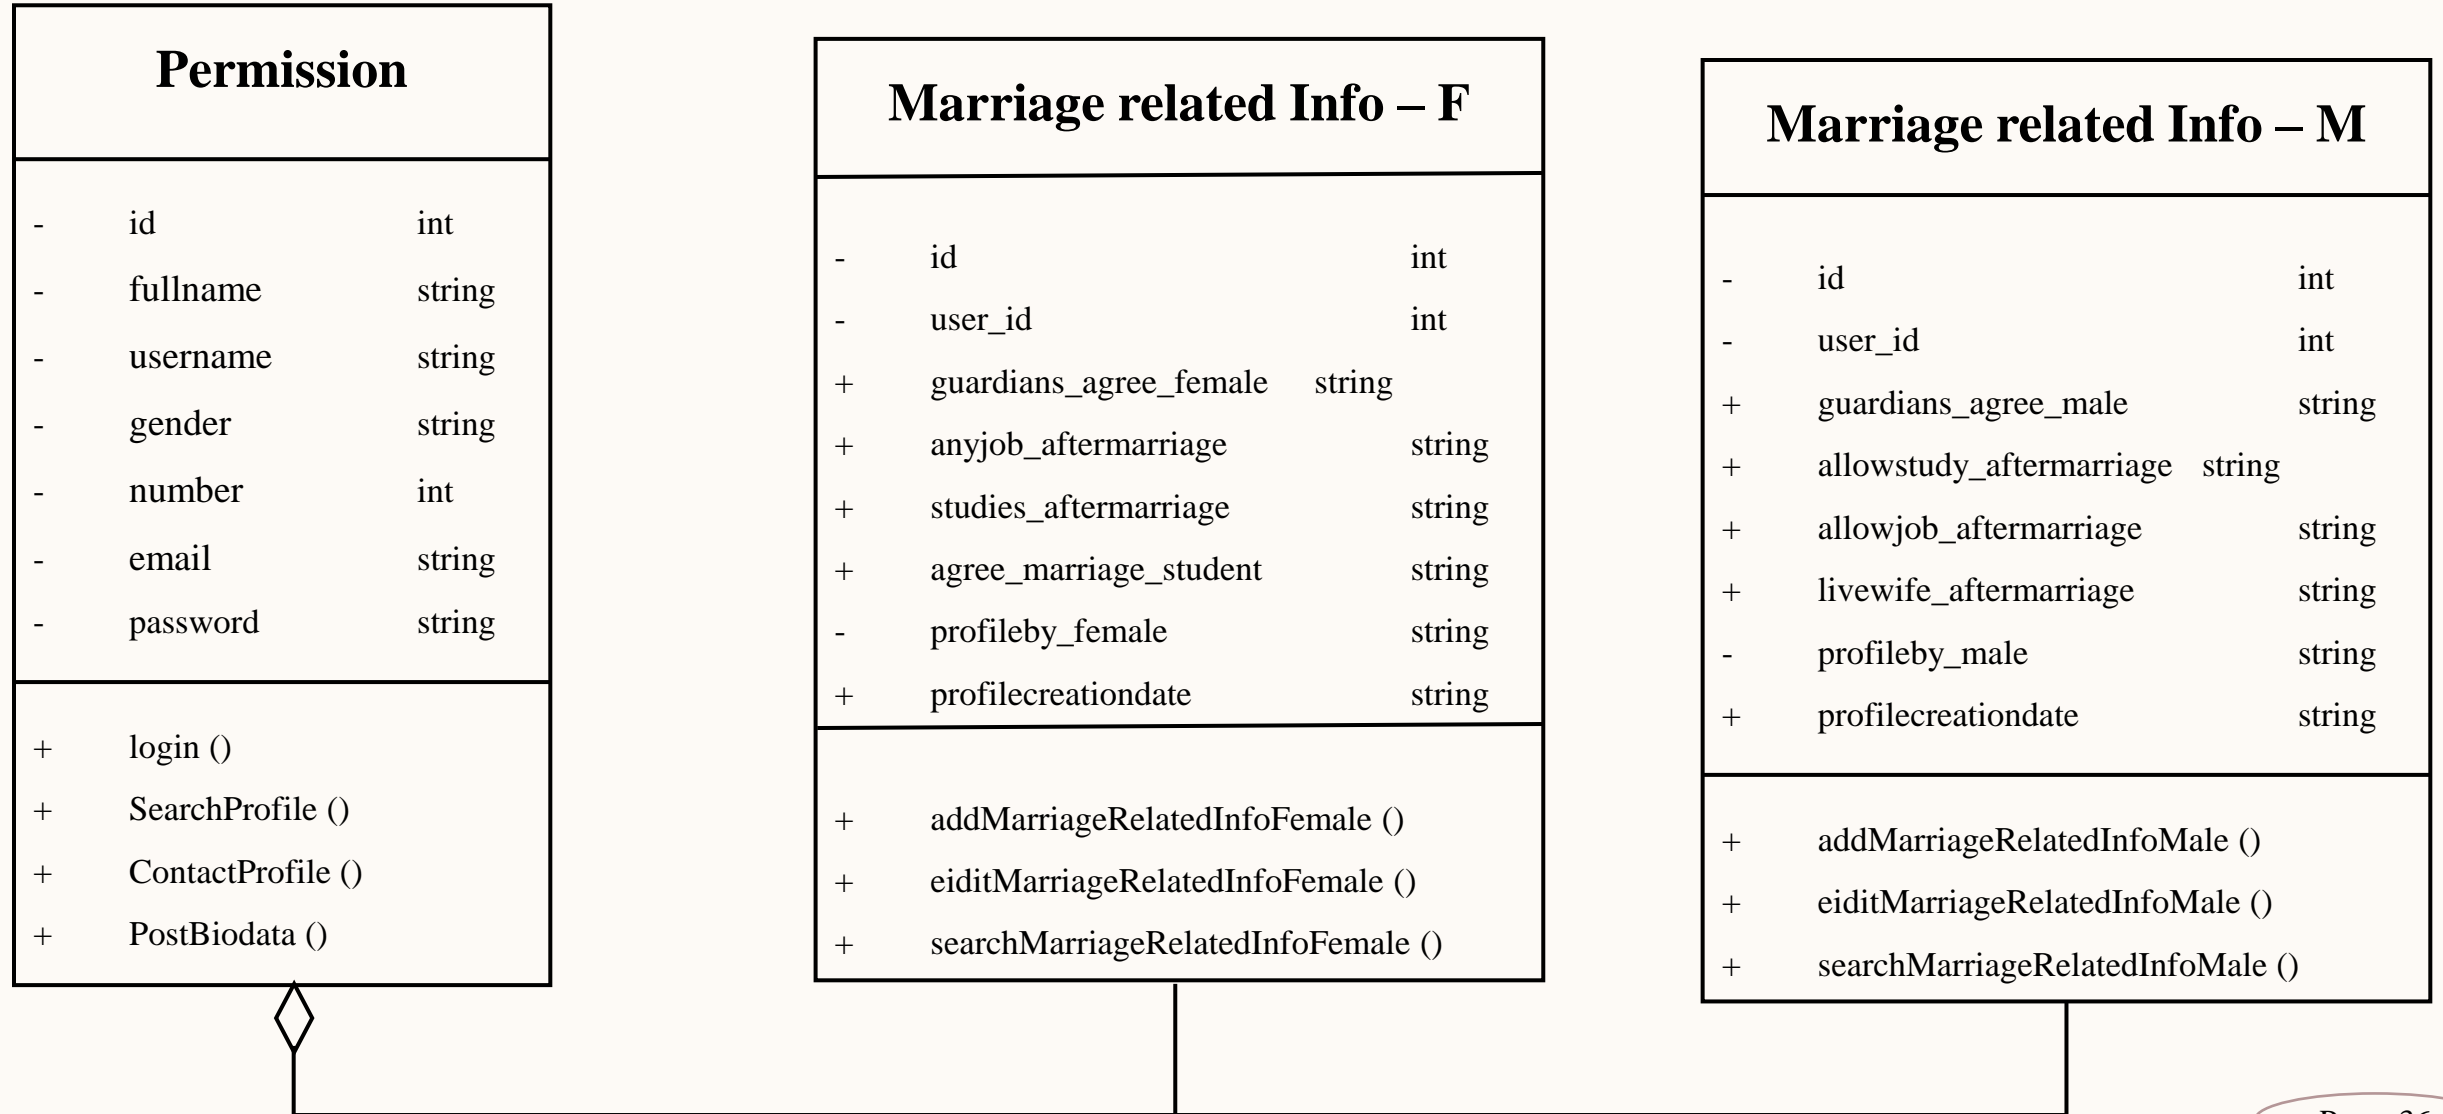 Permission
- id int
- fullname string
- username string
- gender string
- number int
- email string
- password string
+ login ()
+ SearchProfile ()
+ ContactProfile ()
+ PostBiodata ()
Marriage related Info – F
- id int
- user_id int
+ guardians_agree_female string
+ anyjob_aftermarriage string
+ studies_aftermarriage string
+ agree_marriage_student string
- profileby_female string
+ profilecreationdate string
+ addMarriageRelatedInfoFemale ()
+ eiditMarriageRelatedInfoFemale ()
+ searchMarriageRelatedInfoFemale ()
Marriage related Info – M
- id int
- user_id int
+ guardians_agree_male string
+ allowstudy_aftermarriage string
+ allowjob_aftermarriage string
+ livewife_aftermarriage string
- profileby_male string
+ profilecreationdate string
+ addMarriageRelatedInfoMale ()
+ eiditMarriageRelatedInfoMale ()
+ searchMarriageRelatedInfoMale ()